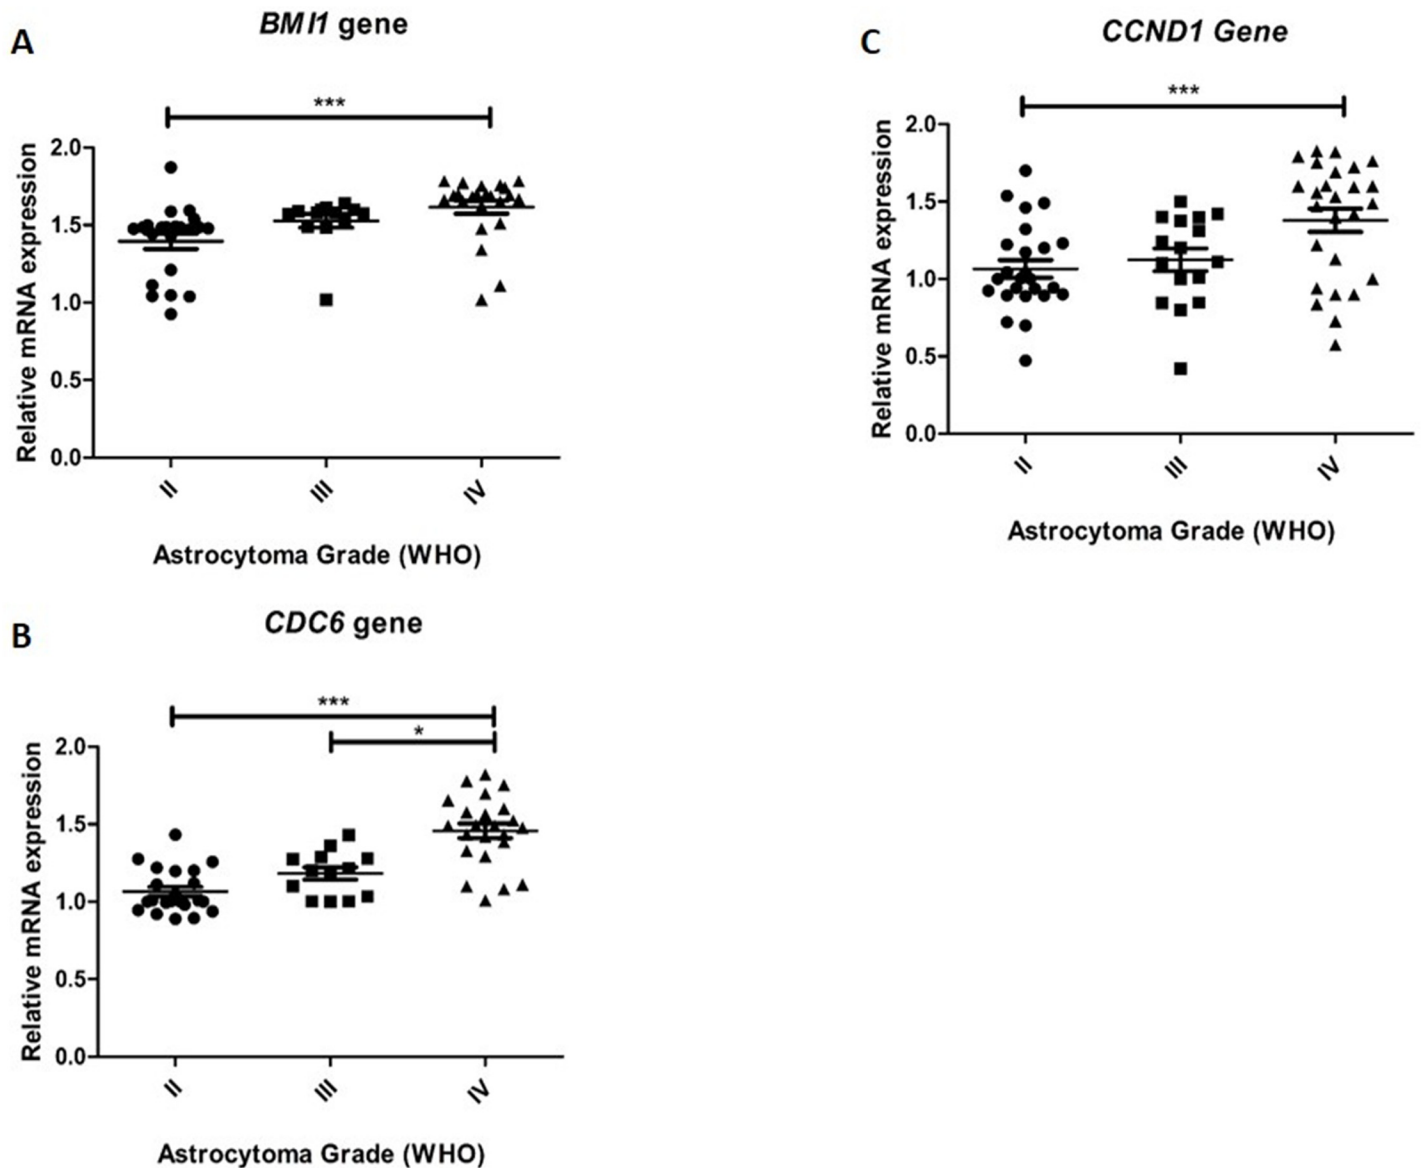 A
BMI1 gene
***
Relative mRNA expression
2.0
1.5
1.0
0.5
0.0
II
III
IV
Astrocytoma Grade (WHO)
B
CDC6 gene
***
*
Relative mRNA expression
2.0
1.5
1.0
0.5
0.0
II
III
IV
Astrocytoma Grade (WHO)
C
CCND1 Gene
***
Relative mRNA expression
2.0
1.5
1.0
0.5
0.0
II
III
IV
Astrocytoma Grade (WHO)